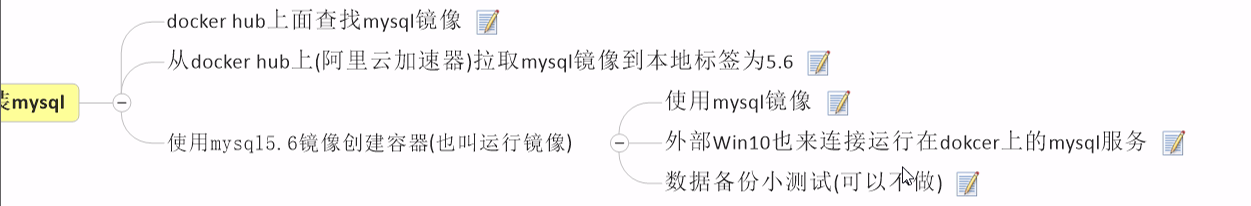 docker hub上面查找mysql镜像
从docker hub上(阿里云加速器)拉取mysql镜像到本地标签为5.6
装mysql
使用mysql5.6镜像创建容器(也叫运行镜像)
使用mysql镜像
外部Win10也来连接运行在dokcer上的mysql服务
数据备份小测试(可以不做)